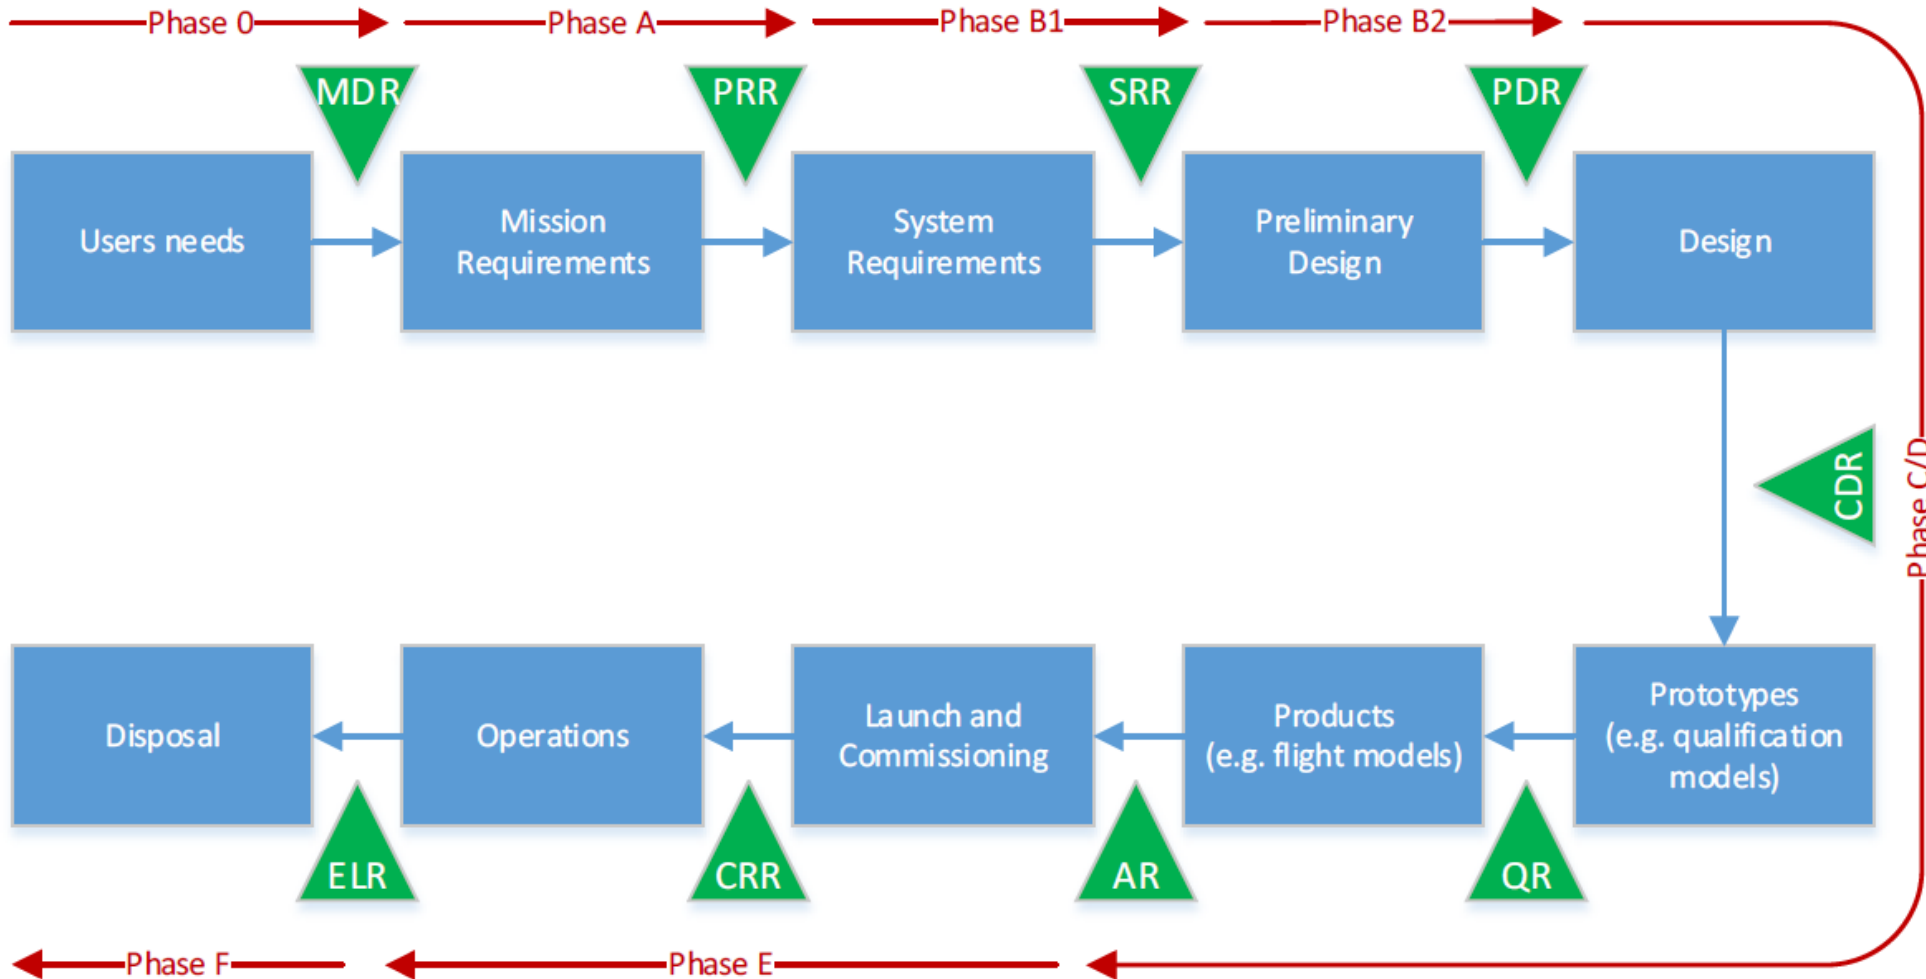 Phase 0
Phase A
Phase B1
Phase B2
MDR
PRR
SRR
PDR
Users needs
Mission
Requirements
System
Requirements
Preliminary
Design
Design
CDR
Phase C/D
Disposal
Operations
Launch and
Commissioning
Products
(e.g. flight models)
Prototypes
(e.g. qualification
models)
ELR
CRR
AR
QR
Phase F
Phase E